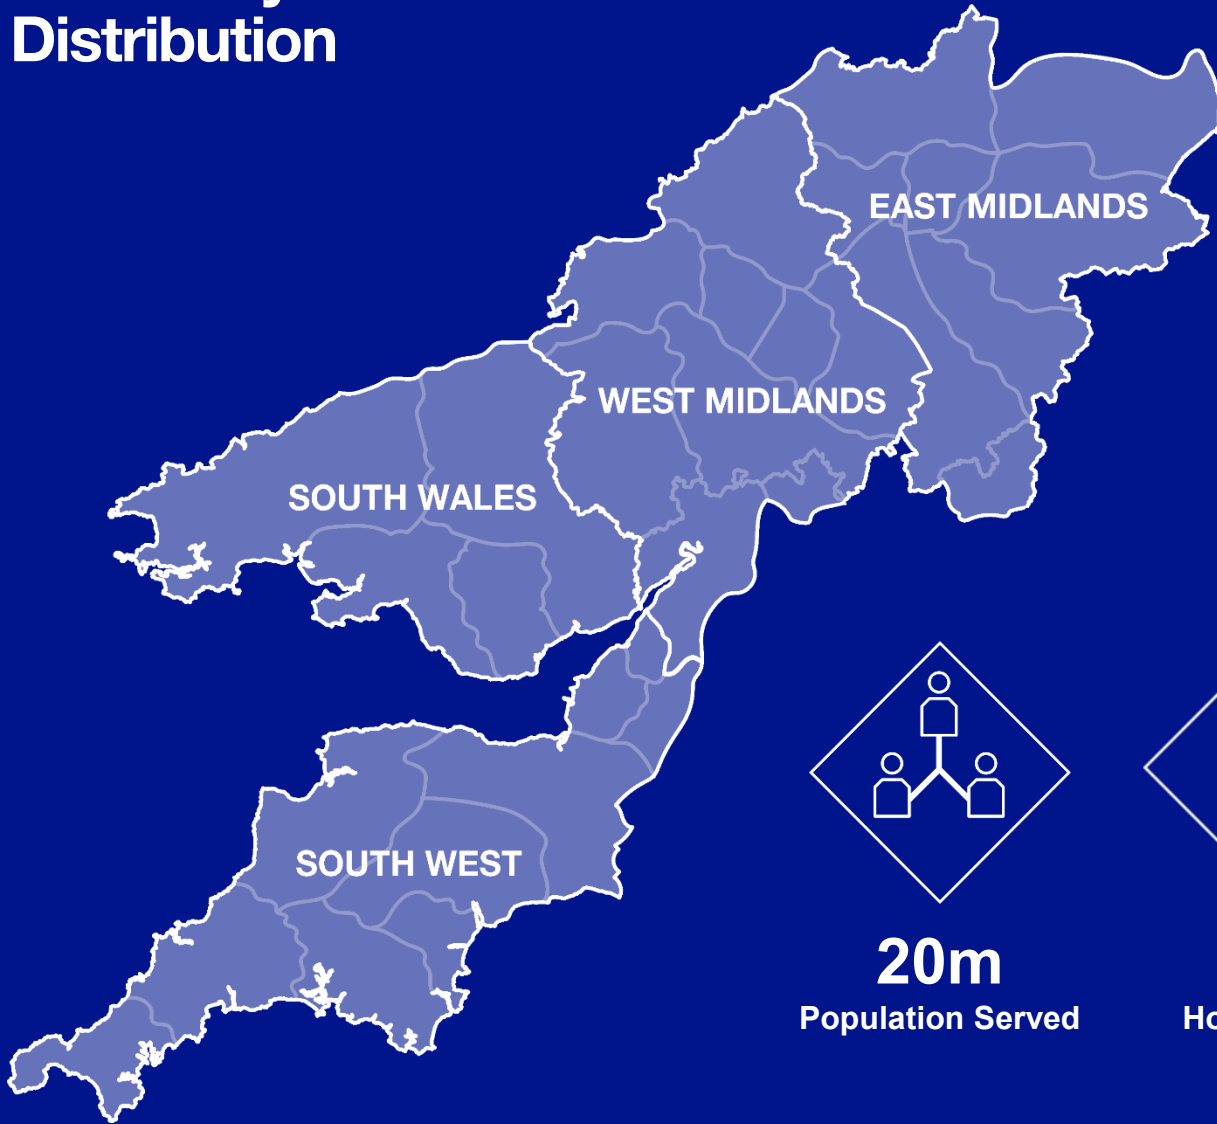 Distribution
EAST MIDLANDS
WEST MIDLANDS
SOUTH WALES
SOUTH WEST
20m
Population Served